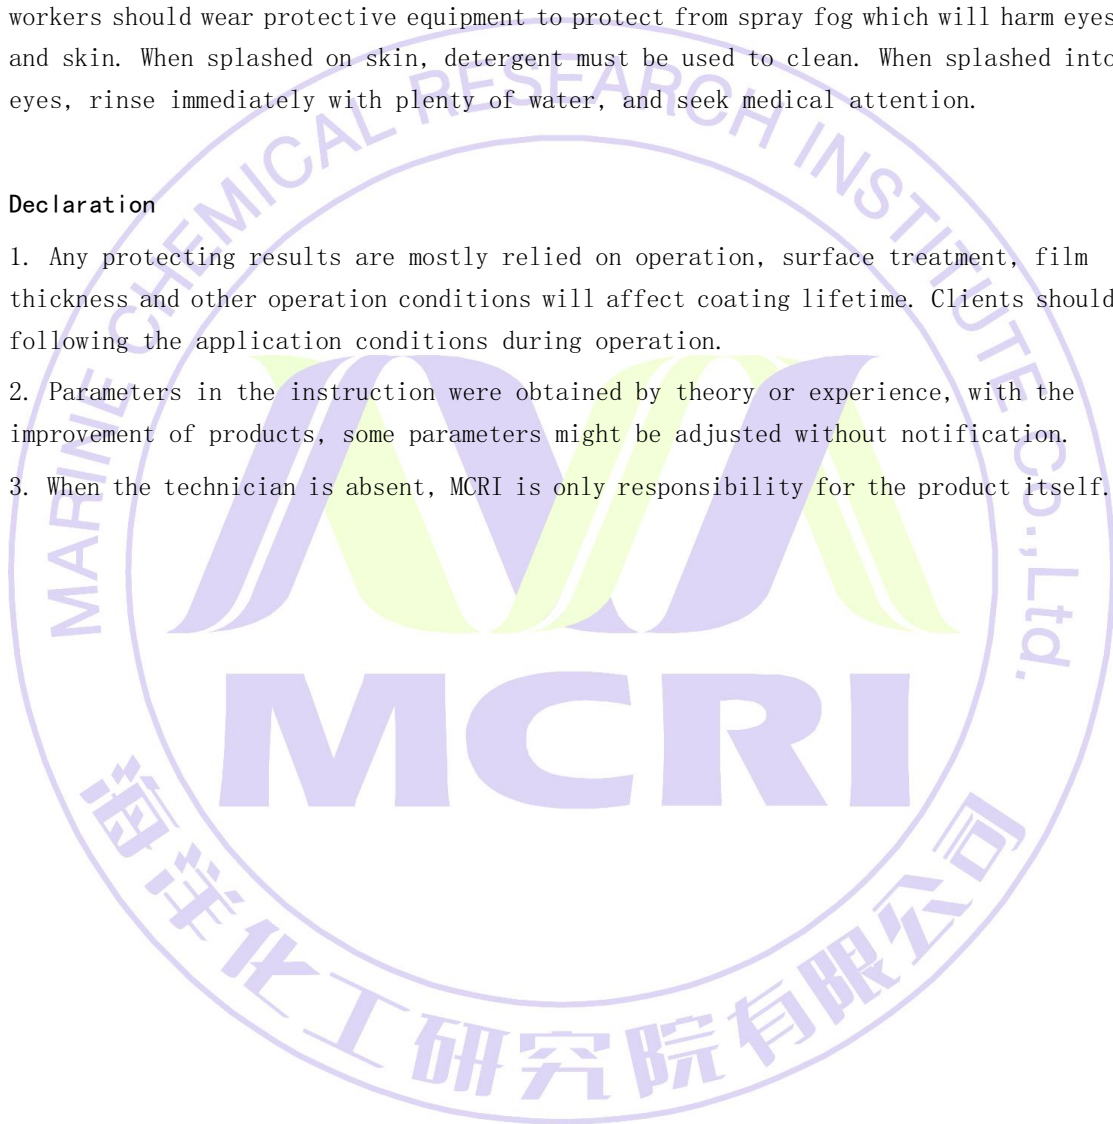 workers should wear protective equipment to protect from spray fog which will harm eyes
and skin. When splashed on skin, detergent must be used to clean. When splashed into
eyes, rinse immediately with plenty of water, and seek medical attention.
Declaration
1. Any protecting results are mostly relied on operation, surface treatment, film
thickness and other operation conditions will affect coating lifetime. Clients should
following the application conditions during operation.
2. Parameters in the instruction were obtained by theory or experience, with the
improvement of products, some parameters might be adjusted without notification.
3. When the technician is absent, MCRI is only responsibility for the product itself.
MARINE CHEMICAL RESEARCH INSTITUTE Co.,Ltd.
MCRI
海洋化工研究院有限公司